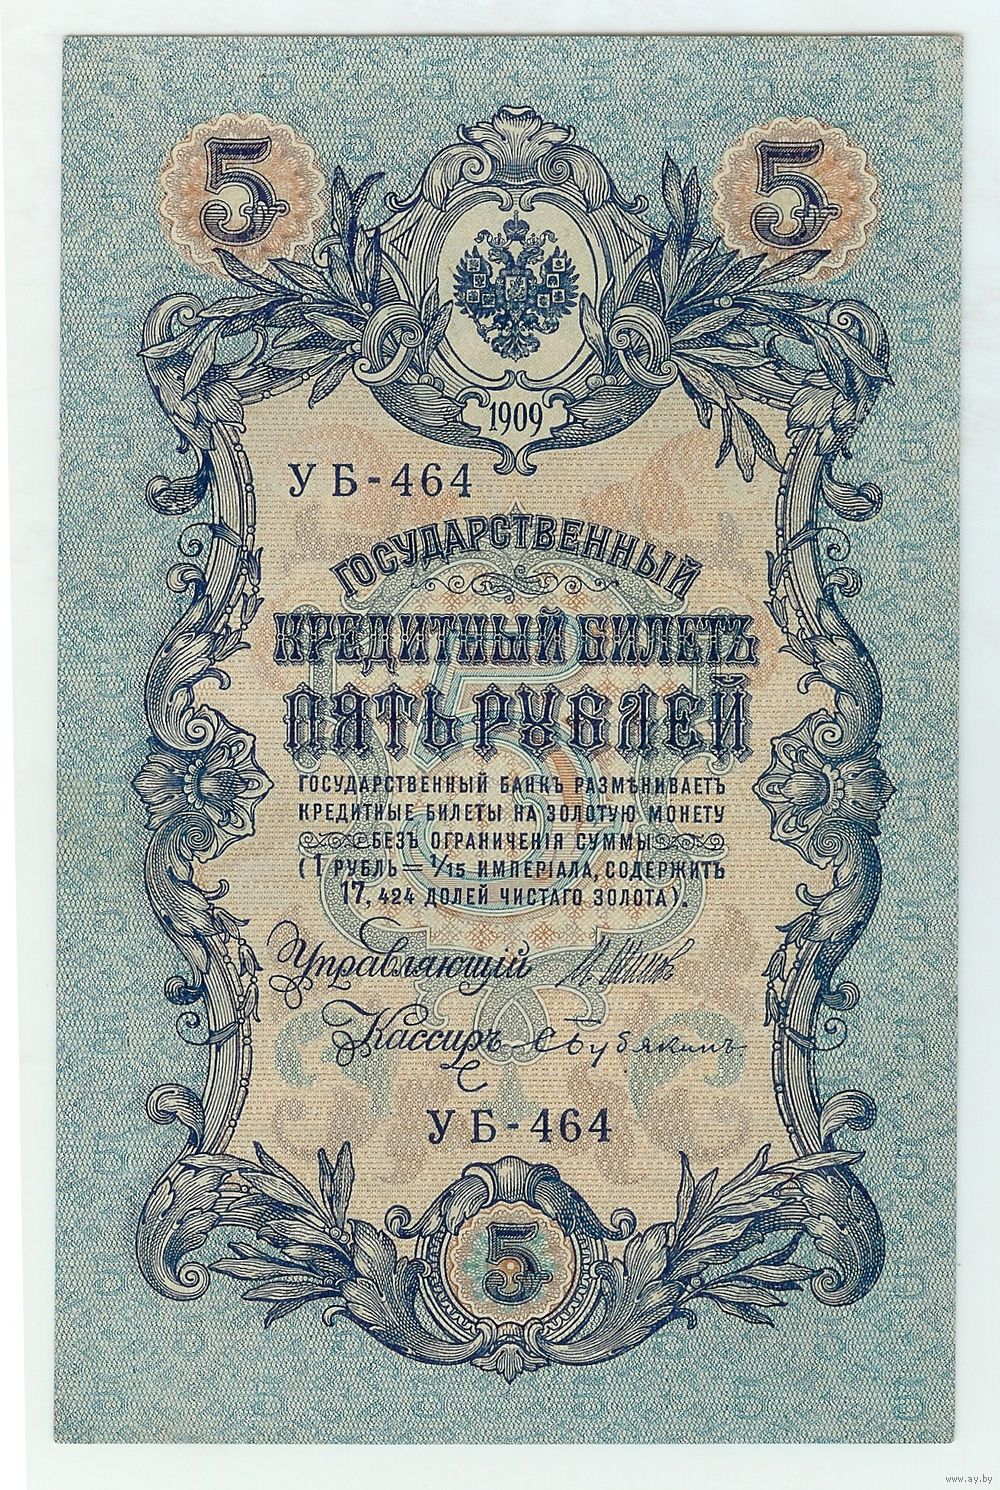 5 5
1909
УБ-464
ГОСУДАРСТВЕННЫЙ
КРЕДИТНЫЙ БИЛЕТЪ
ПЯТЬ РУБЛЕЙ
ГОСУДАРСТВЕННЫЙ БАНКЪ РАЗМѢНИВАЕТЪ
КРЕДИТНЫЕ БИЛЕТЫ НА ЗОЛОТУЮ МОНЕТУ
БЕЗЪ ОГРАНИЧЕНІЯ СУММЫ
(1 РУБЛЬ = 1/15 ИМПЕРІАЛА, СОДЕРЖИТЪ
17,424 ДОЛЕЙ ЧИСТАГО ЗОЛОТА).
Управляющій
Кассиръ СБубякинъ
УБ-464
5
www.ay.by